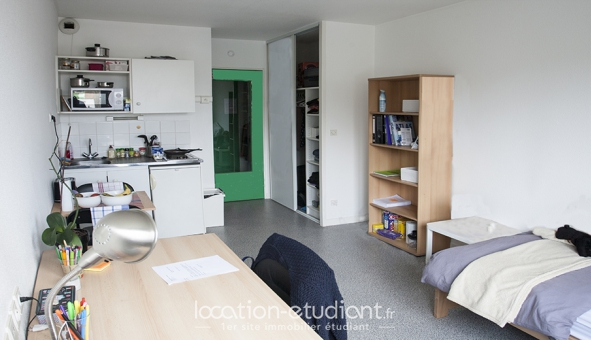 location-etudiant.fr
1er site immobilier étudiant